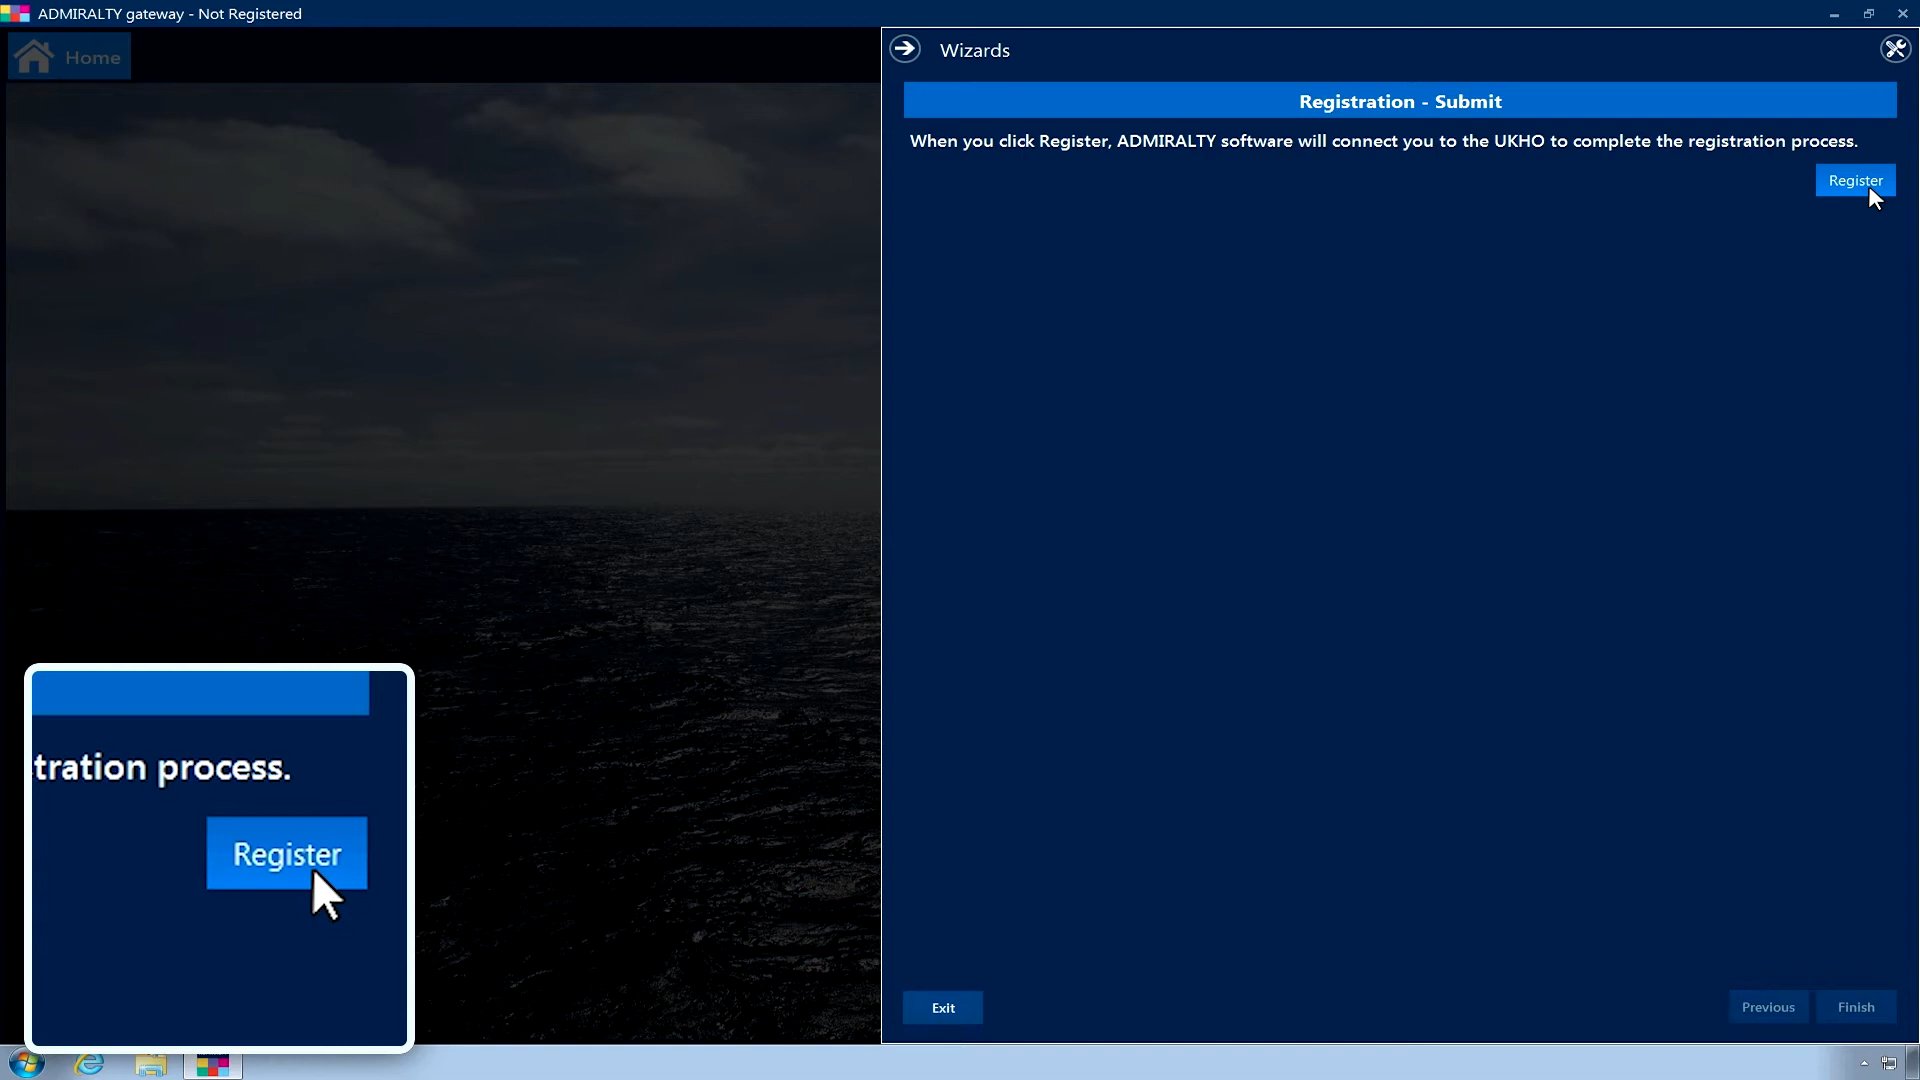 ADMIRALTY gateway - Not Registered
Home
Wizards
Registration - Submit
When you click Register, ADMIRALTY software will connect you to the UKHO to complete the registration process.
Register
tration process.
Register
Exit
Previous
Finish